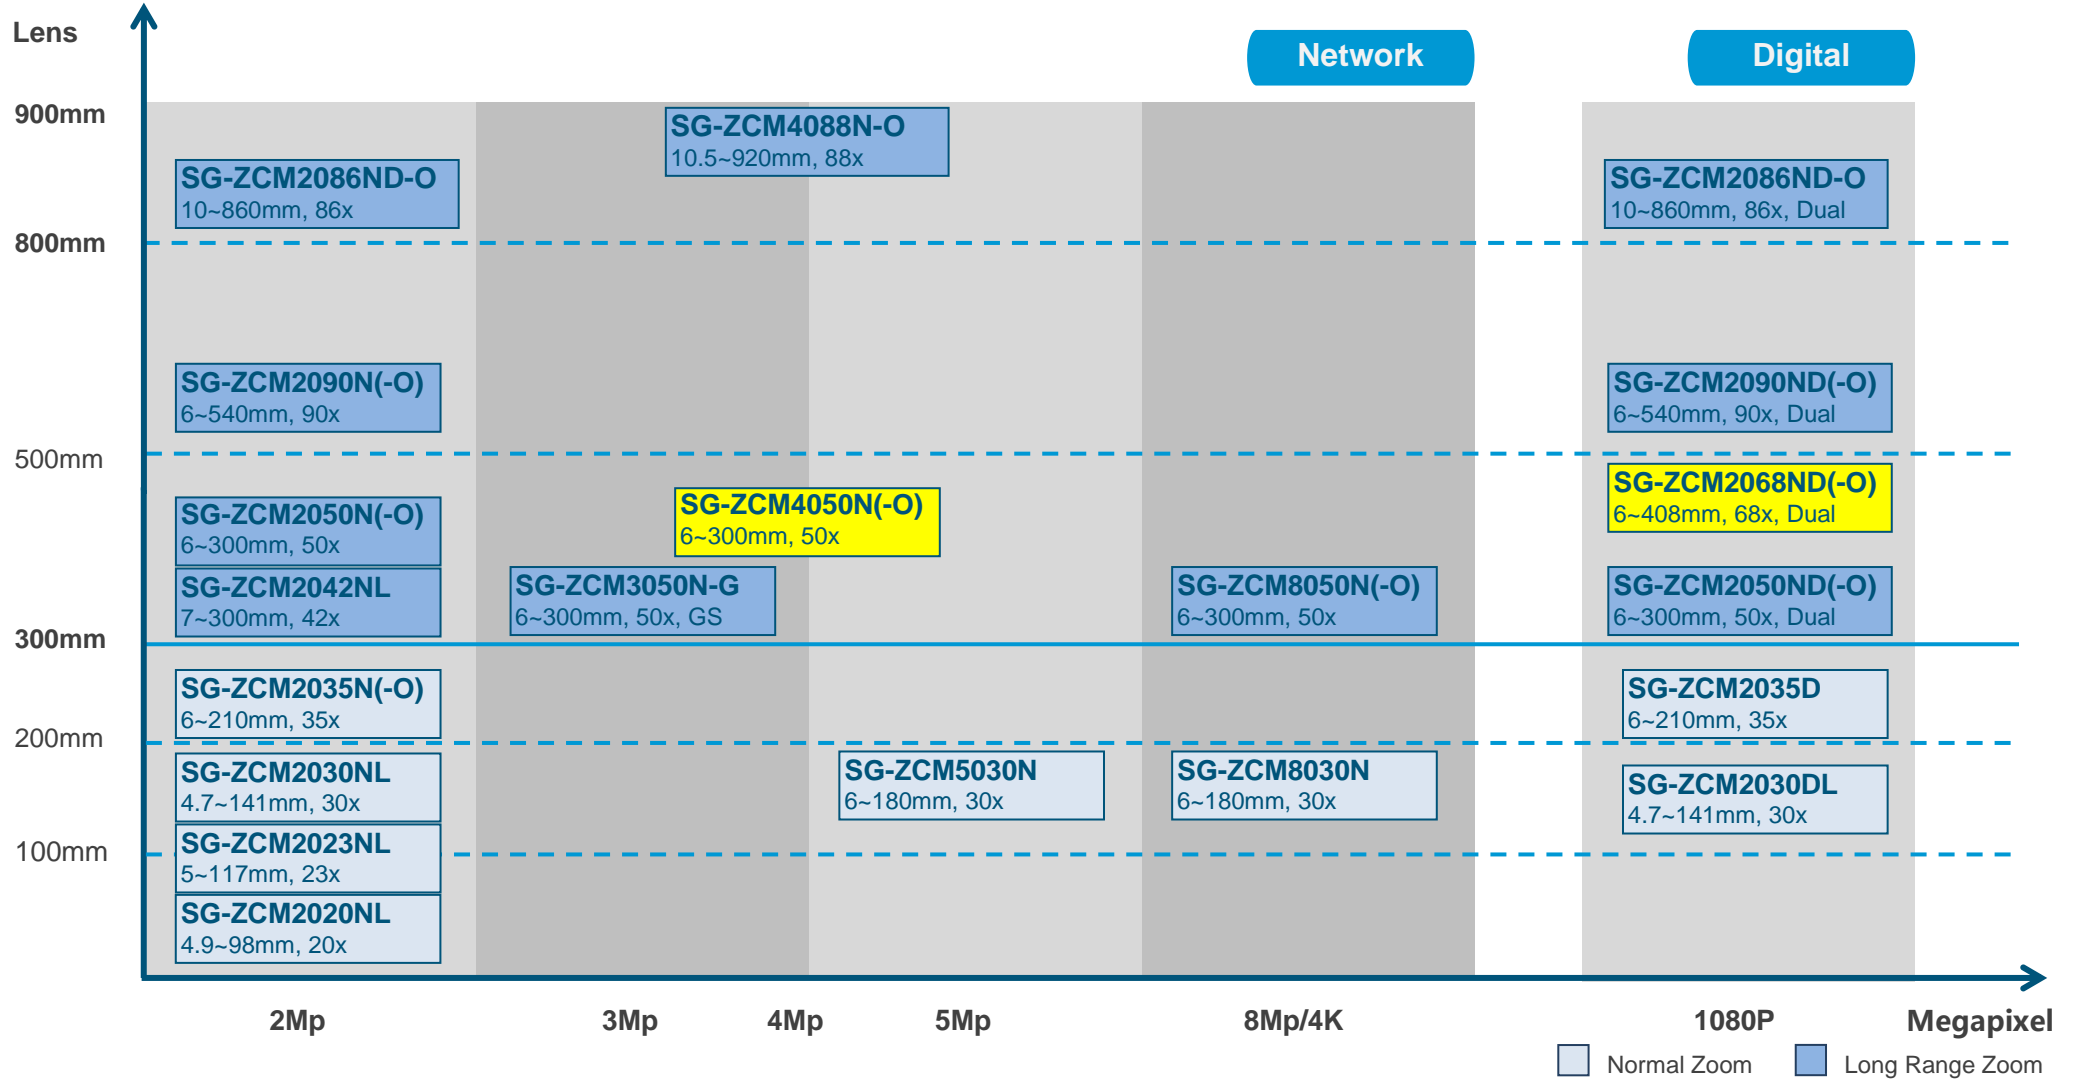 Lens
Network
Digital
900mm
SG-ZCM4088N-O
10.5~920mm, 88x
SG-ZCM2086ND-O
10~860mm, 86x
SG-ZCM2086ND-O
10~860mm, 86x, Dual
800mm
SG-ZCM2090N(-O)
6~540mm, 90x
SG-ZCM2090ND(-O)
6~540mm, 90x, Dual
500mm
SG-ZCM2068ND(-O)
6~408mm, 68x, Dual
SG-ZCM4050N(-O)
6~300mm, 50x
SG-ZCM2050N(-O)
6~300mm, 50x
SG-ZCM2042NL
7~300mm, 42x
SG-ZCM3050N-G
6~300mm, 50x, GS
SG-ZCM8050N(-O)
6~300mm, 50x
SG-ZCM2050ND(-O)
6~300mm, 50x, Dual
300mm
SG-ZCM2035N(-O)
6~210mm, 35x
SG-ZCM2035D
6~210mm, 35x
200mm
SG-ZCM2030NL
4.7~141mm, 30x
SG-ZCM5030N
6~180mm, 30x
SG-ZCM8030N
6~180mm, 30x
SG-ZCM2030DL
4.7~141mm, 30x
SG-ZCM2023NL
5~117mm, 23x
100mm
SG-ZCM2020NL
4.9~98mm, 20x
2Mp
3Mp
4Mp
5Mp
8Mp/4K
1080P
Megapixel
Normal Zoom
Long Range Zoom